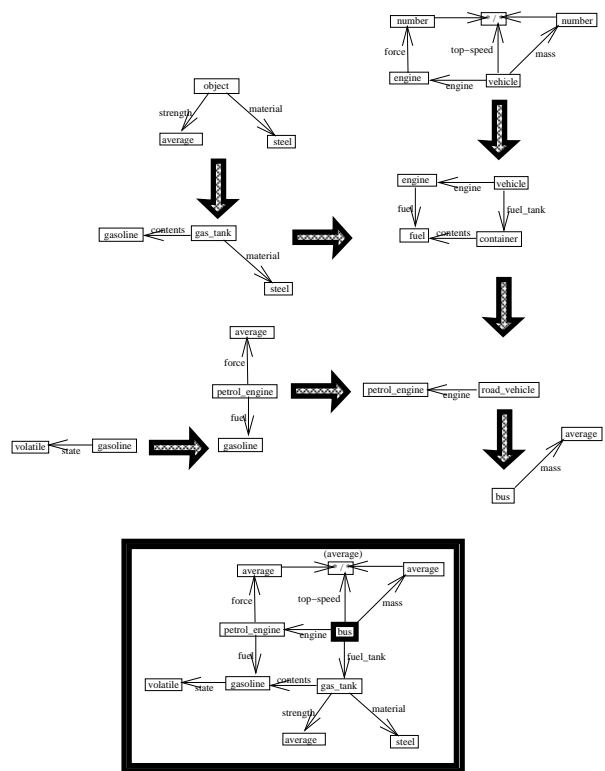 number
" / "
number
force
top-speed
mass
engine
engine
vehicle
object
strength
material
average
steel
engine
engine
vehicle
fuel
fuel_tank
fuel
contents
container
gasoline
contents
gas_tank
material
steel
average
force
petrol_engine
fuel
gasoline
petrol_engine
engine
road_vehicle
volatile
state
gasoline
average
mass
bus
(average)
average
" / "
average
force
top-speed
mass
petrol_engine
engine
bus
fuel
fuel_tank
volatile
state
gasoline
contents
gas_tank
strength
material
average
steel